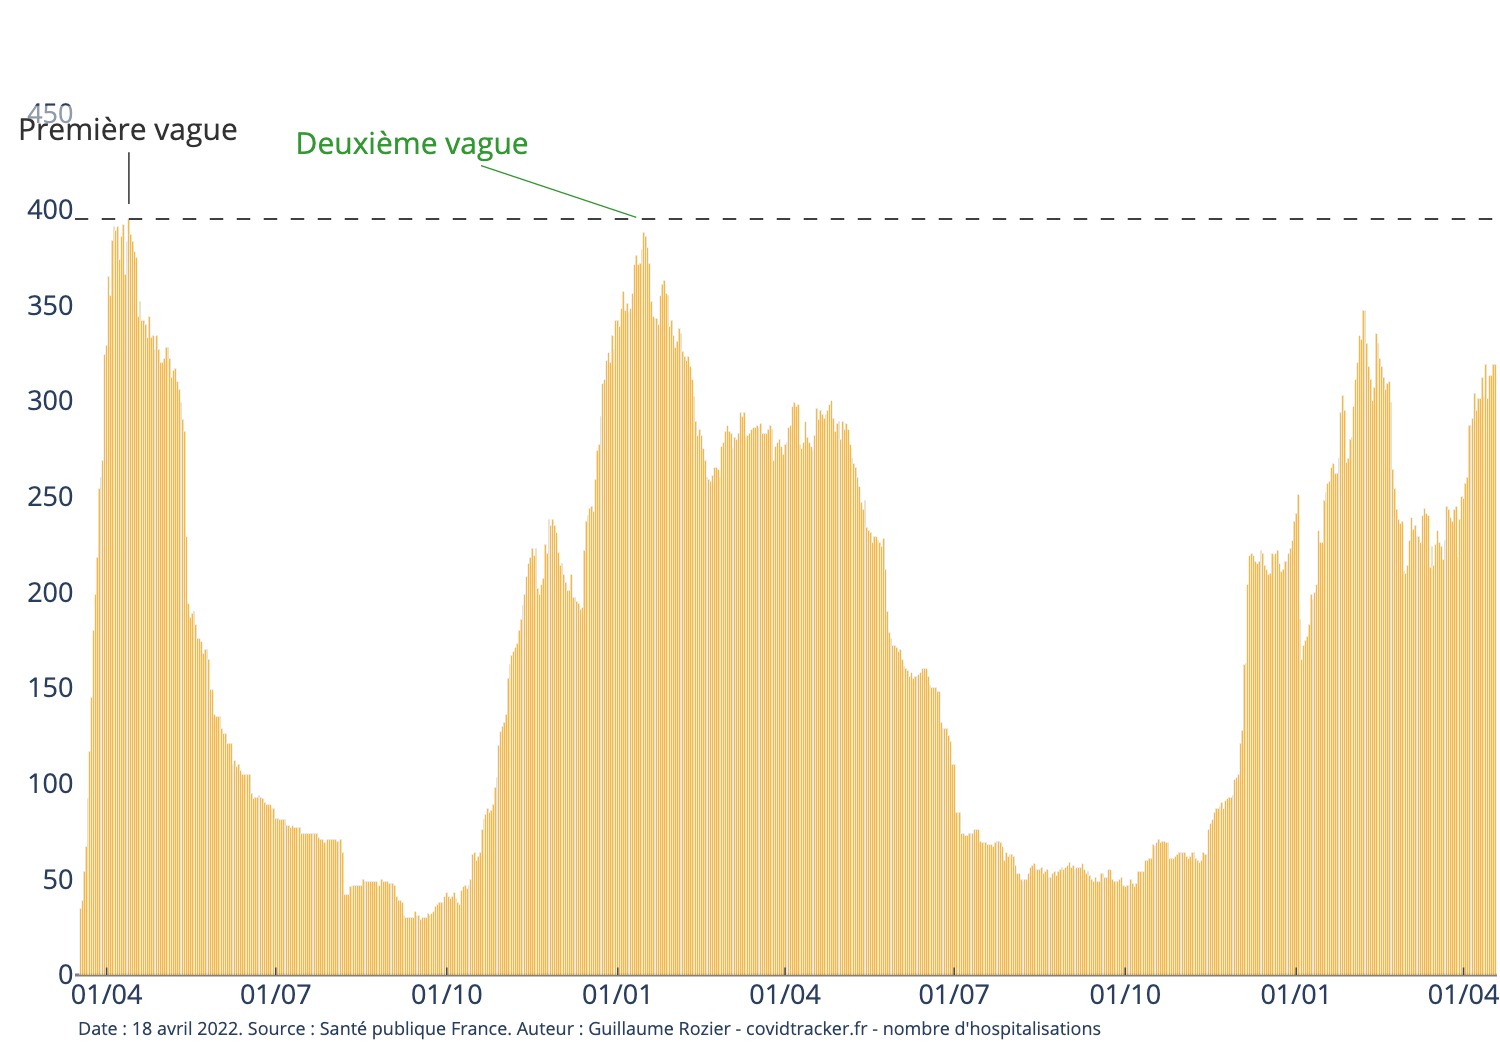 450
Première vague
Deuxième vague
400
350
300
250
200
150
100
50
0
01/04 01/07 01/10 01/01 01/04 01/07 01/10 01/01 01/04
Date : 18 avril 2022. Source : Santé publique France. Auteur : Guillaume Rozier - covidtracker.fr - nombre d'hospitalisations